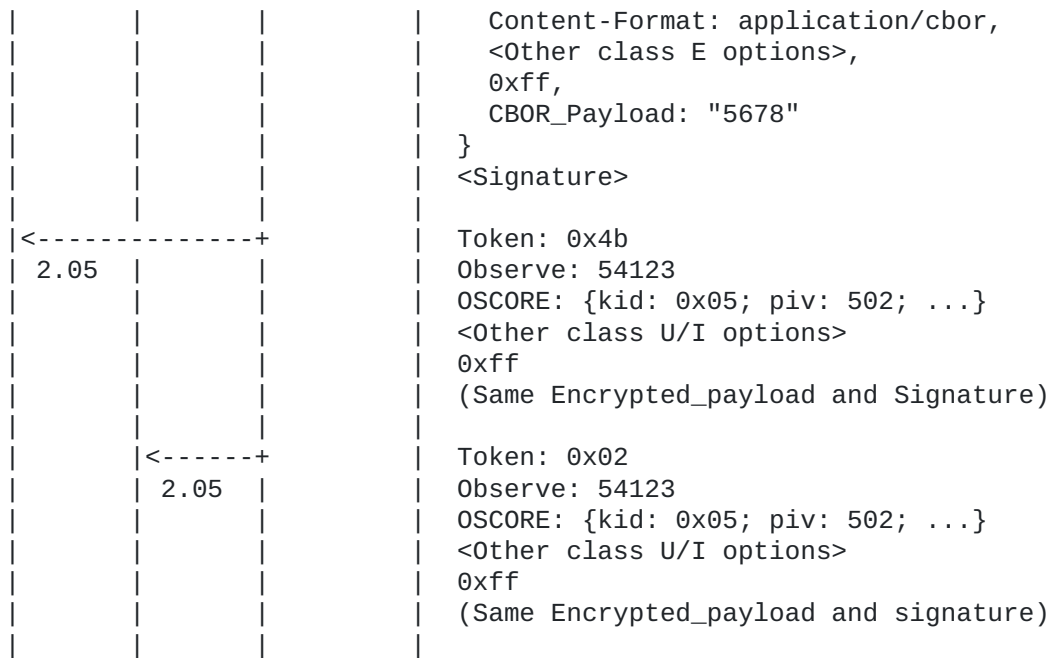 |       |       |         |    Content-Format: application/cbor,
|       |       |         |    <Other class E options>,
|       |       |         |    0xff,
|       |       |         |    CBOR_Payload: "5678"
|       |       |         |  }
|       |       |         |  <Signature>
|       |       |         |
|<--------------+         |  Token: 0x4b
| 2.05  |       |         |  Observe: 54123
|       |       |         |  OSCORE: {kid: 0x05; piv: 502; ...}
|       |       |         |  <Other class U/I options>
|       |       |         |  0xff
|       |       |         |  (Same Encrypted_payload and Signature)
|       |       |         |
|       |<------+         |  Token: 0x02
|       | 2.05  |         |  Observe: 54123
|       |       |         |  OSCORE: {kid: 0x05; piv: 502; ...}
|       |       |         |  <Other class U/I options>
|       |       |         |  0xff
|       |       |         |  (Same Encrypted_payload and signature)
|       |       |         |